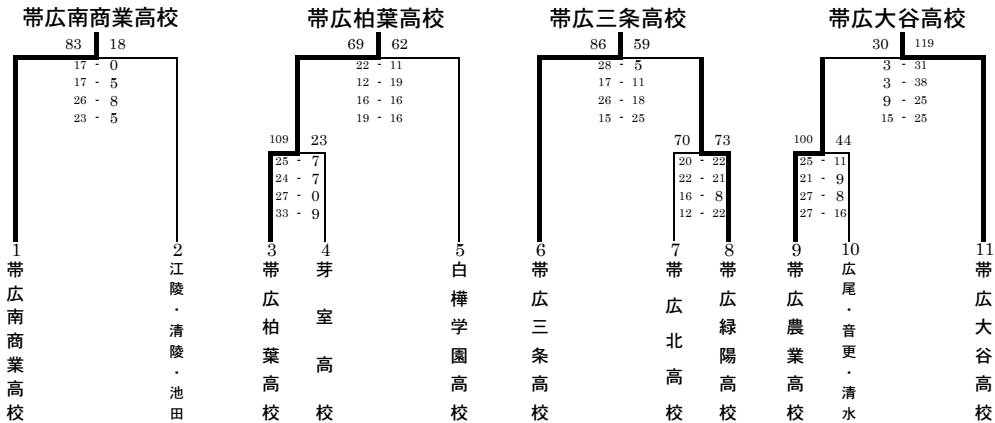 帯広南商業高校 帯広柏葉高校 帯広三条高校 帯広大谷高校
83 18 69 62 86 59 30 119
17 - 0 22 - 11 28 - 5 3 - 31
17 - 5 12 - 19 17 - 11 3 - 38
26 - 8 16 - 16 26 - 18 9 - 25
23 - 5 19 - 16 15 - 25 15 - 25
109 23 70 73 100 44
25 - 7 20 - 22 25 - 11
24 - 7 22 - 21 21 - 9
27 - 0 16 - 8 27 - 8
33 - 9 12 - 22 27 - 16
1 2 3 4 5 6 7 8 9 10 11
帯広南商業高校
江陵・清陵・池田
帯広柏葉高校
芽室高校
白樺学園高校
帯広三条高校
帯広北高校
帯広緑陽高校
帯広農業高校
広尾・音更・清水
帯広大谷高校